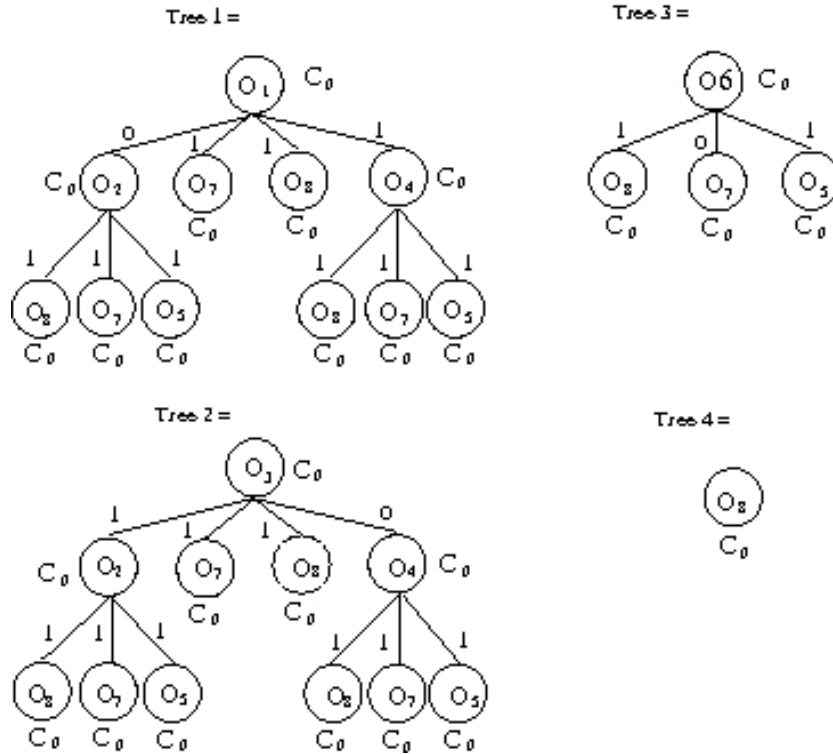 Tree 1 =
Tree 3 =
O₁ C₀
O6 C₀
0 1 1 1
1 0 1
C₀ O₂ O₇ O₈ O₄ C₀
O₈ O₇ O₅
C₀ C₀
C₀ C₀ C₀
1 1 1 1 1 1
O₈ O₇ O₅ O₈ O₇ O₅
C₀ C₀ C₀ C₀ C₀ C₀
Tree 2 =
Tree 4 =
O₃ C₀
O₈
C₀
1 1 1 0
C₀ O₂ O₇ O₈ O₄ C₀
C₀ C₀
1 1 1 1 1 1
O₈ O₇ O₅ O₈ O₇ O₅
C₀ C₀ C₀ C₀ C₀ C₀